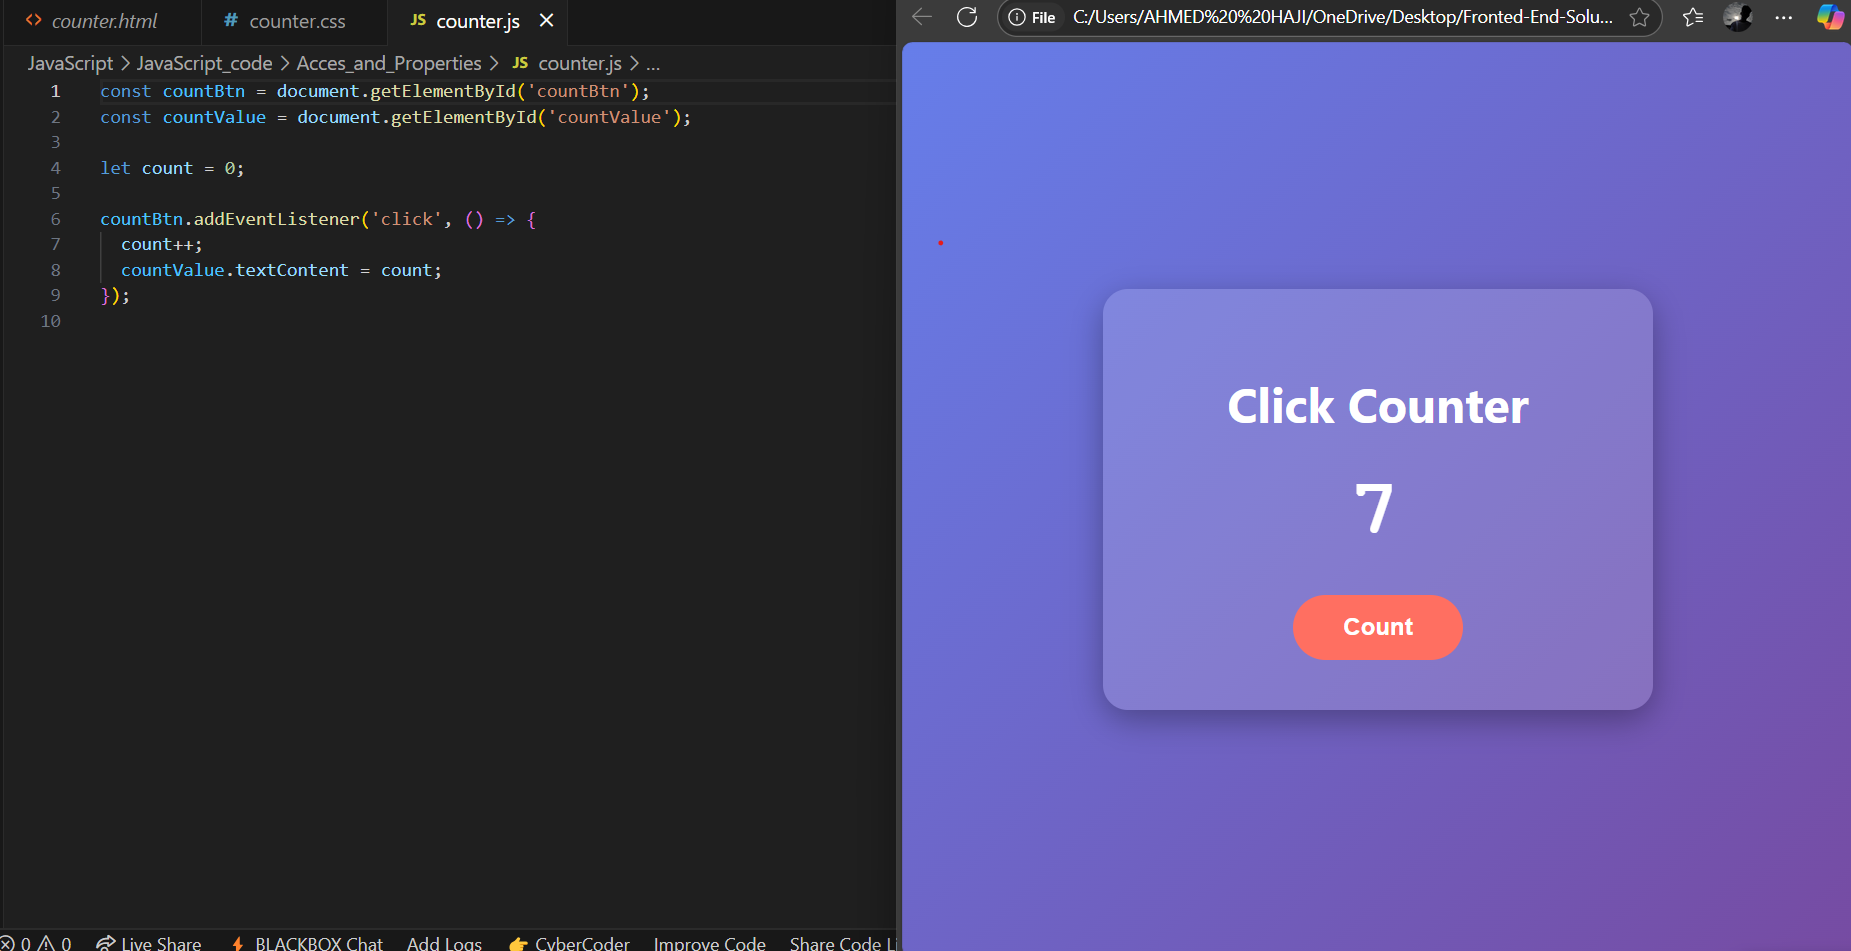 <> counter.html
# counter.css
JS counter.js ×
JavaScript > JavaScript_code > Acces_and_Properties > JS counter.js > ...
1 const countBtn = document.getElementById('countBtn');
2 const countValue = document.getElementById('countValue');
3
4 let count = 0;
5
6 countBtn.addEventListener('click', () => {
7 count++;
8 countValue.textContent = count;
9 });
10
0 0 Live Share BLACKBOX Chat Add Logs CyberCoder Improve Code Share Code Li
File C:/Users/AHMED%20%20HAJI/OneDrive/Desktop/Fronted-End-Solu...
Click Counter
7
Count